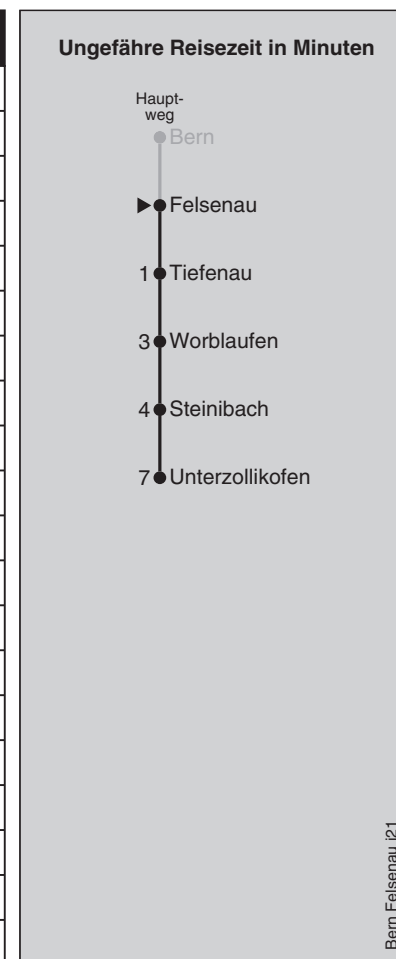 Ungefähre Reisezeit in Minuten
Haupt-
weg
Bern
Felsenau
1 Tiefenau
3 Worblaufen
4 Steinibach
7 Unterzollikofen
Bern Felsenau j21